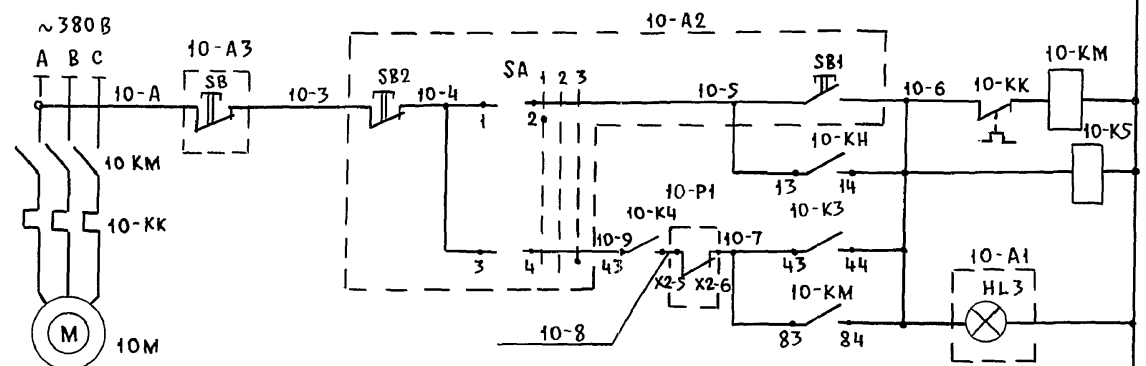 ~380В
10-А2
А В С
10-А3
SB
10-А
10-3
SB2
10-4
SA
1 2 3
1
2
10-5
SB1
10-6
10-КК
10-КМ
10-К5
10 КМ
10-КН
13 14
10-КК
10-Р1
10-К4
10-9
43
10-7
10-К3
43 44
3
4
X2-5 X2-6
10-КМ
83 84
10-А1
HL3
10-8
М
10М